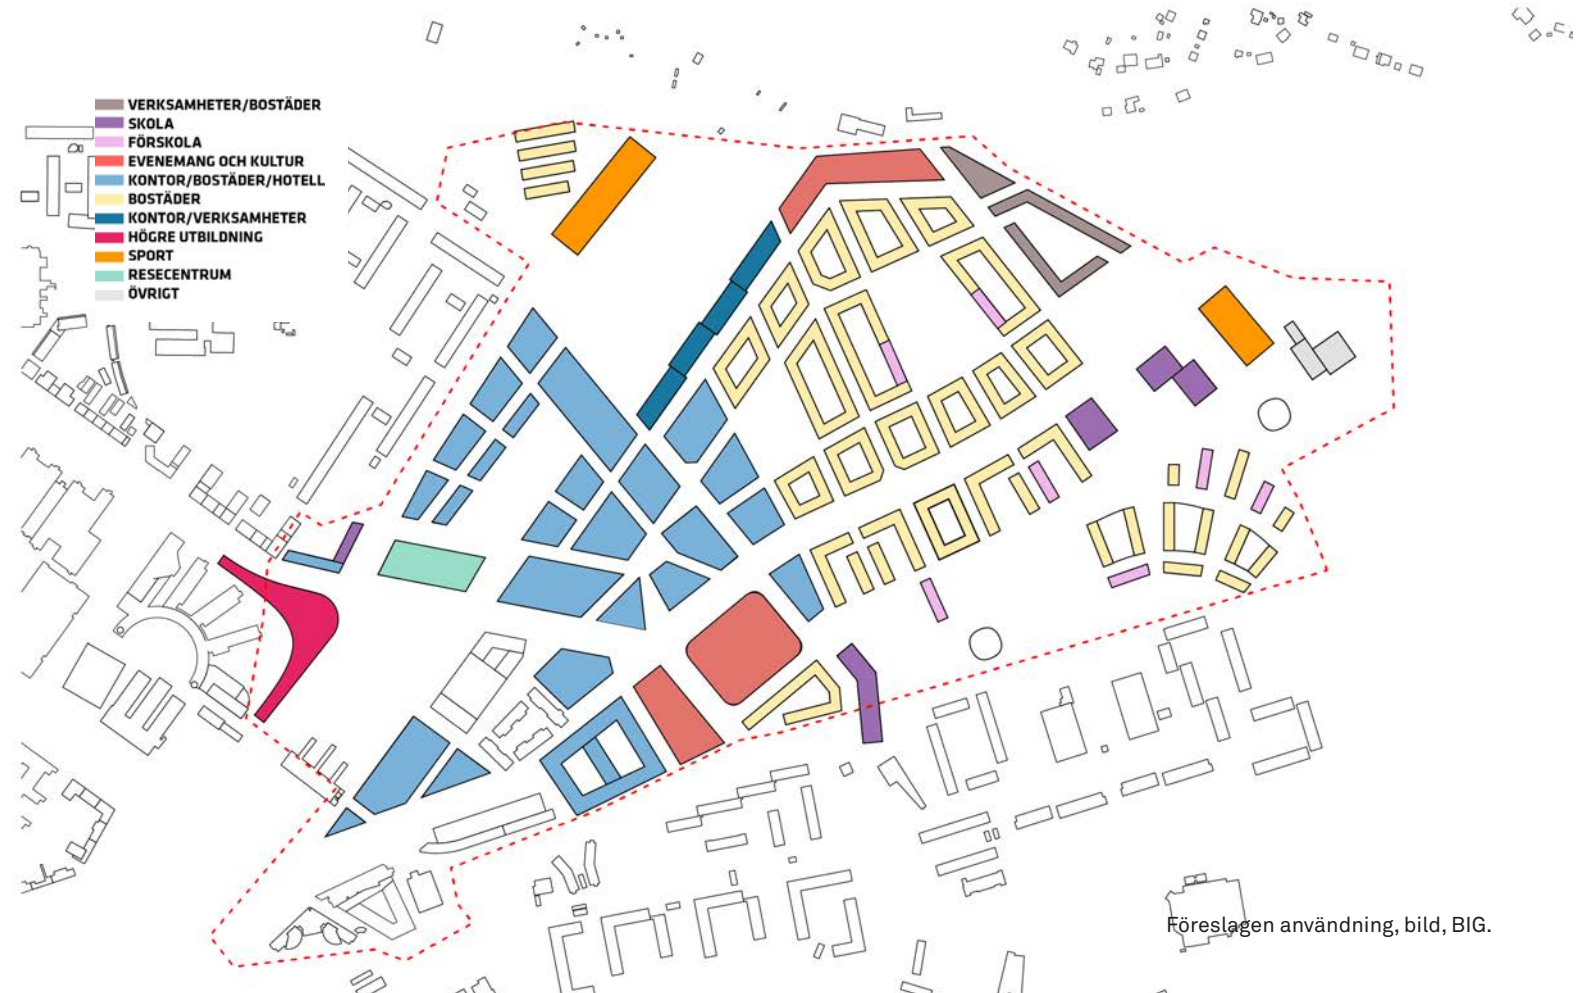 VERKSAMHETER/BOSTÄDER
SKOLA
FÖRSKOLA
EVENEMANG OCH KULTUR
KONTOR/BOSTÄDER/HOTELL
BOSTÄDER
KONTOR/VERKSAMHETER
HÖGRE UTBILDNING
SPORT
RESECENTRUM
ÖVRIGT
Föreslagen användning, bild, BIG.